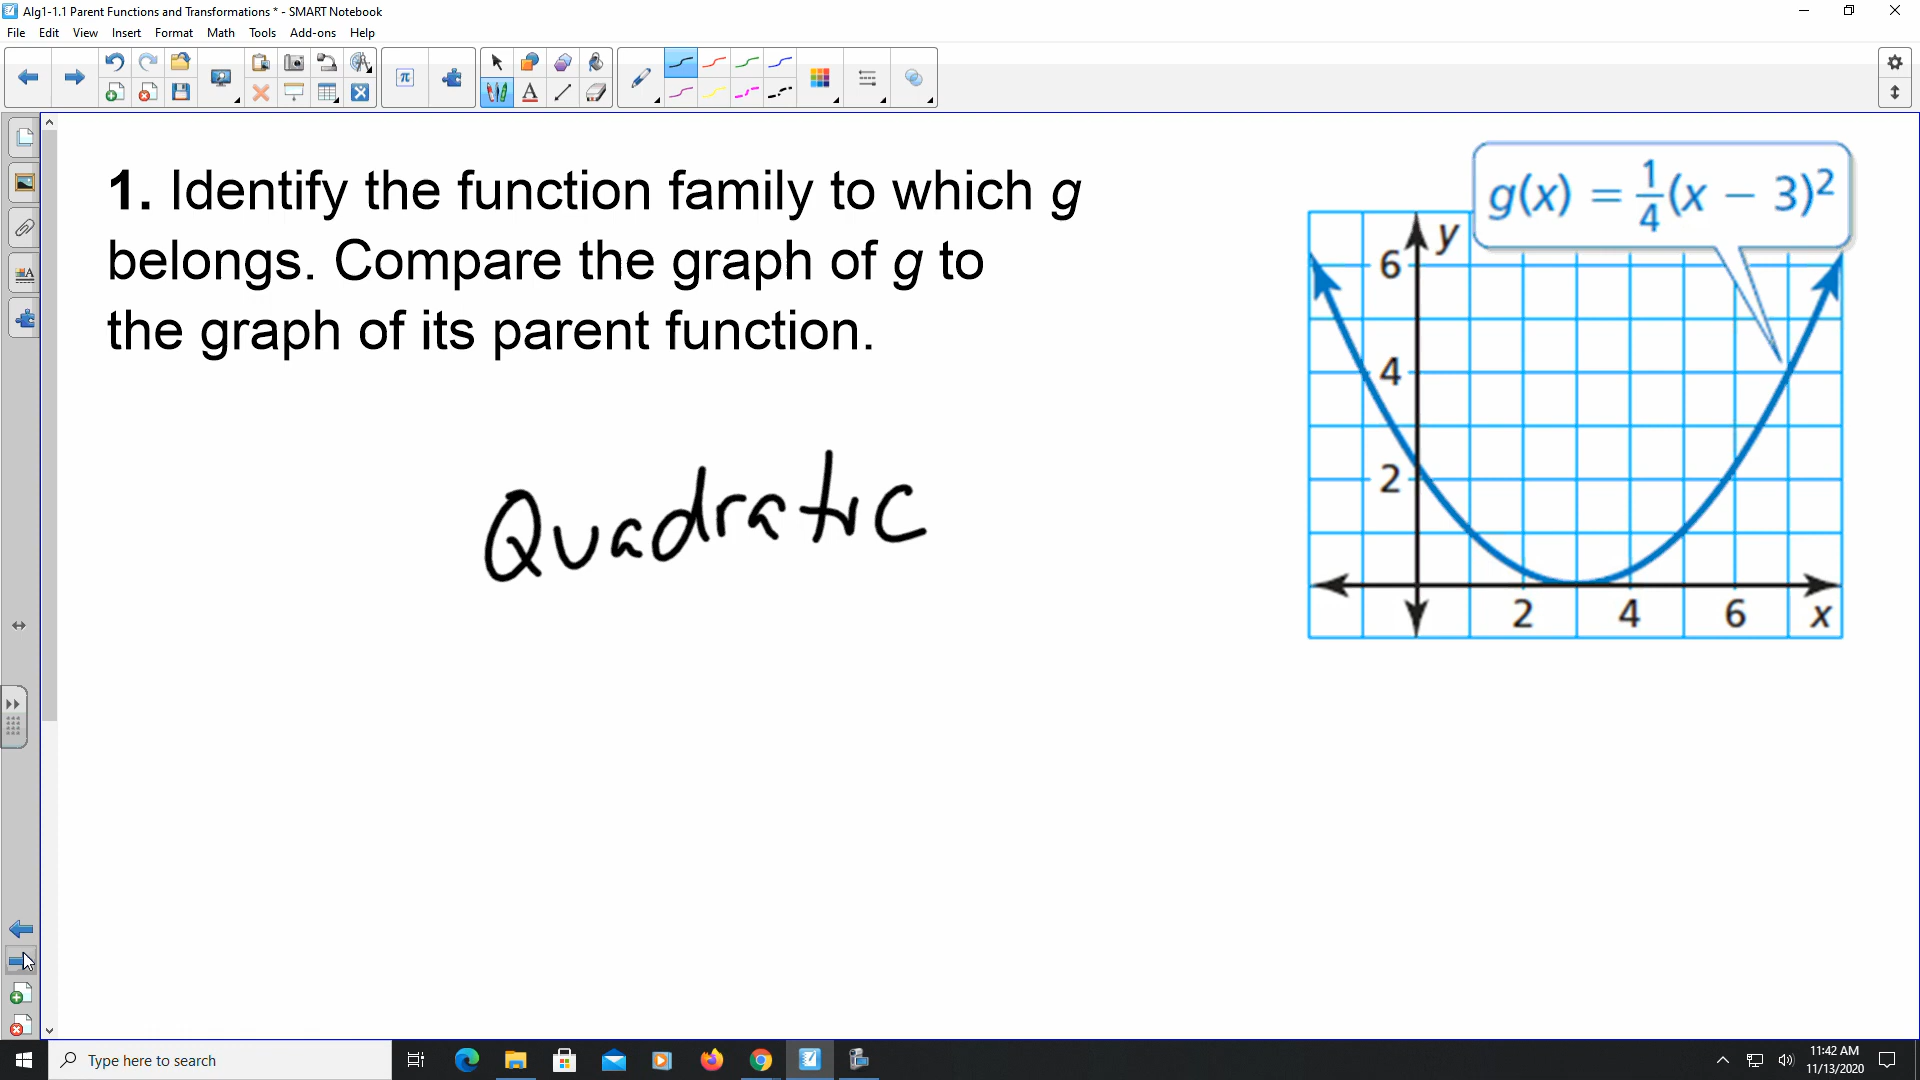 Alg1-1.1 Parent Functions and Transformations * - SMART Notebook
File Edit View Insert Format Math Tools Add-ons Help
1. Identify the function family to which g
belongs. Compare the graph of g to
the graph of its parent function.
Quadratic
g(x) = 1/4(x − 3)²
y
6
4
2
2 4 6 x
Type here to search
11:42 AM
11/13/2020